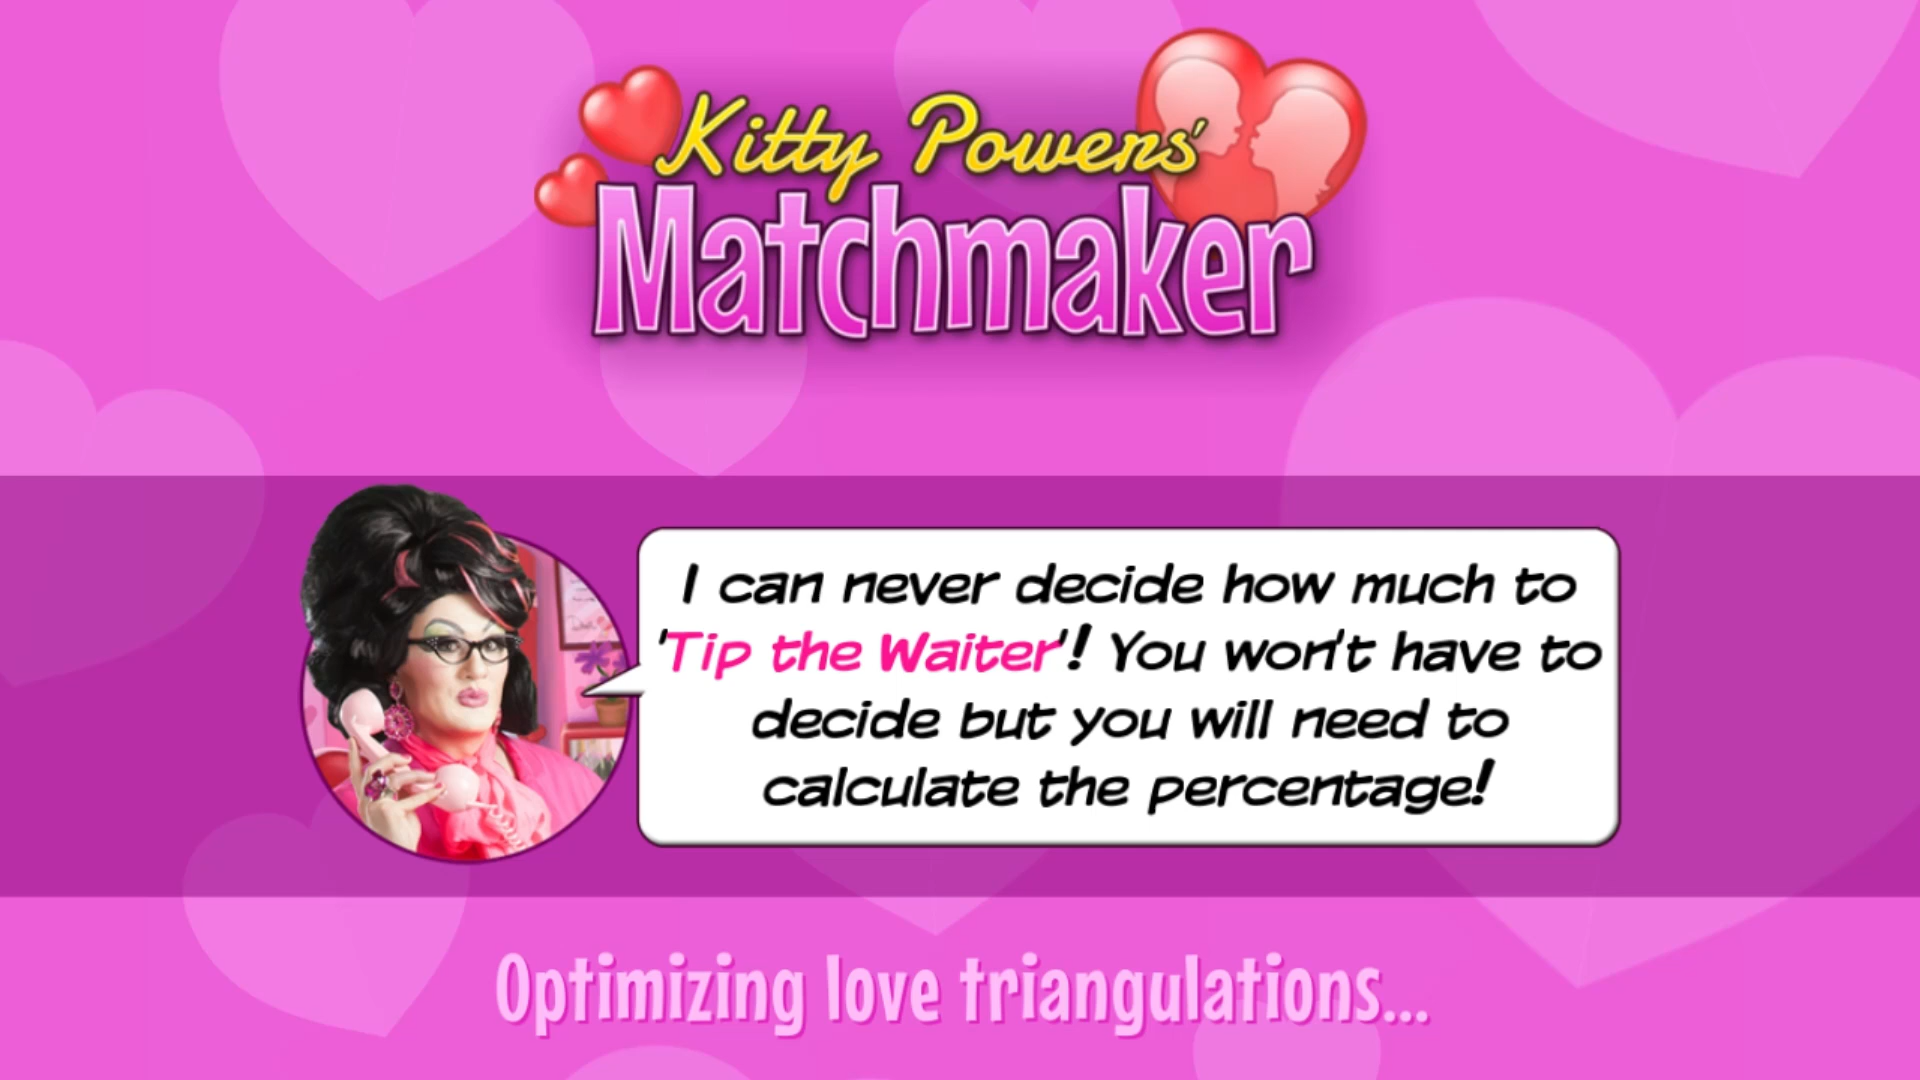 Kitty Powers'
Matchmaker
I can never decide how much to
'Tip the Waiter'! You won't have to
decide but you will need to
calculate the percentage!
Optimizing love triangulations...